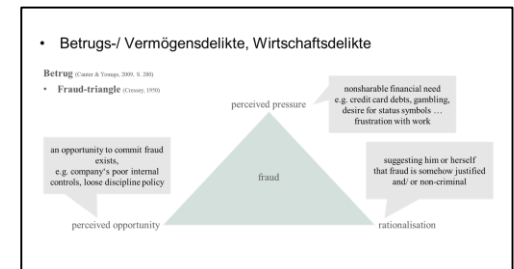 • Betrugs-/ Vermögensdelikte, Wirtschaftsdelikte
Betrug (Canter & Youngs, 2009, S. 200)
• Fraud-triangle (Cressey, 1950)
perceived pressure
nonsharable financial need
e.g. credit card debts, gambling,
desire for status symbols …
frustration with work
an opportunity to commit fraud
exists,
e.g. company's poor internal
controls, loose discipline policy
suggesting him or herself
that fraud is somehow justified
and/ or non-criminal
fraud
perceived opportunity
rationalisation